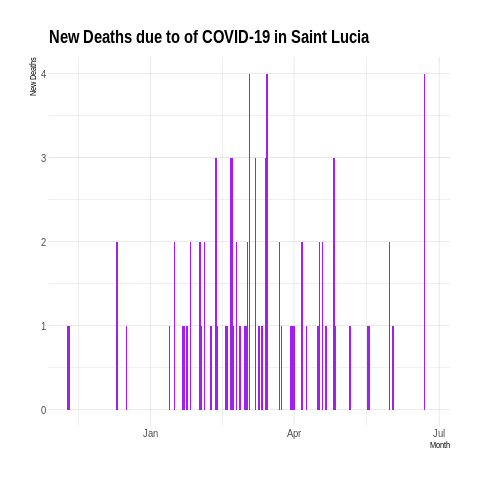 New Deaths due to of COVID-19 in Saint Lucia
New Deaths
4
3
2
1
0
Jan Apr Jul
Month